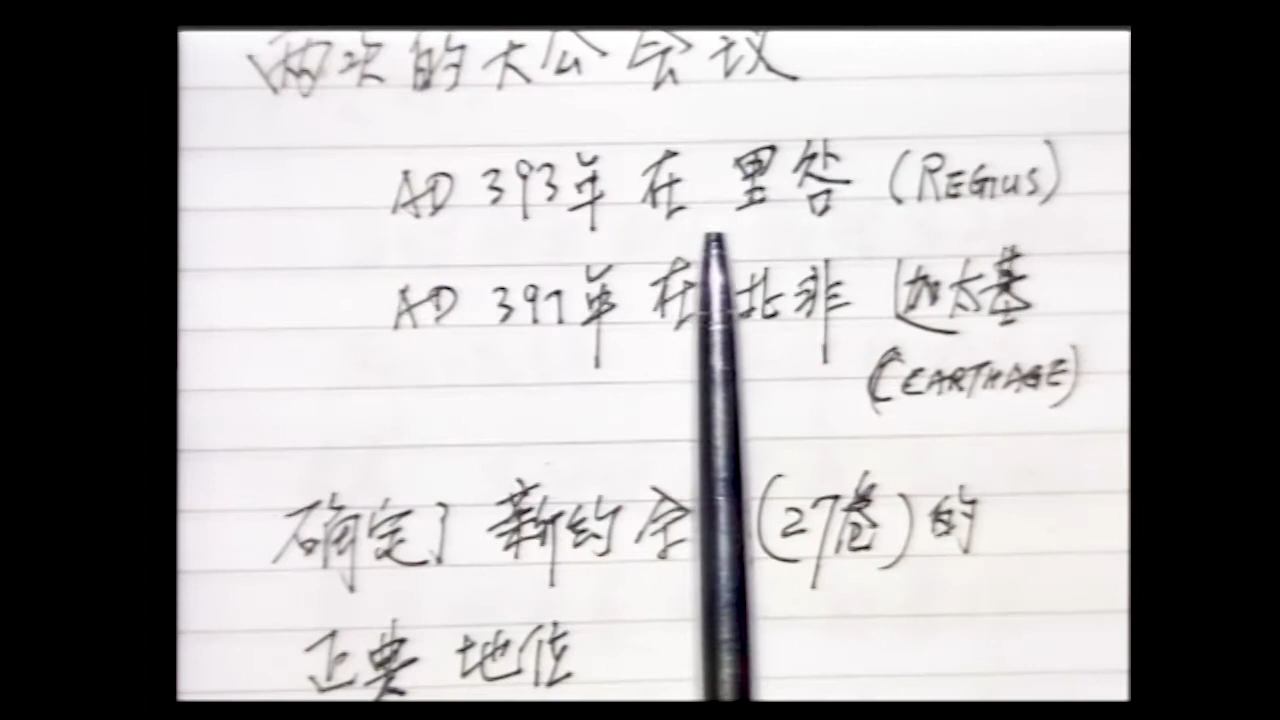 两次的大公会议
AD 393年 在 里咎 (REGIUS)
AD 397年 在 北非 迦太基
(CARTHAGE)
确定了 新约全 (27卷) 的
正典 地位